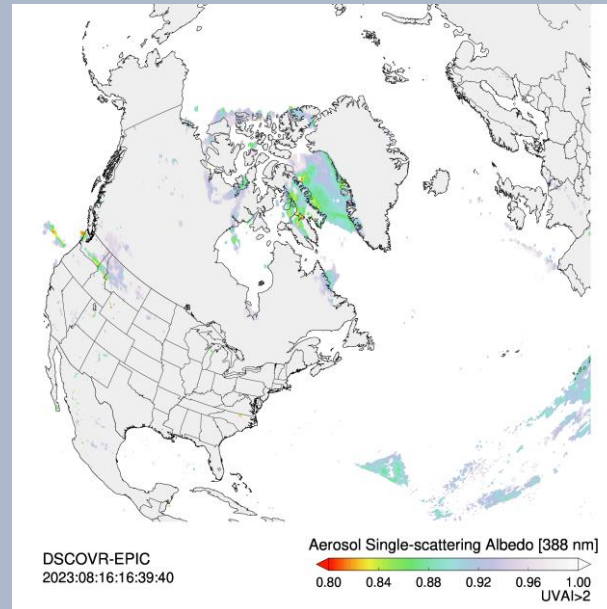 DSCOVR-EPIC
2023:08:16:16:39:40
Aerosol Single-scattering Albedo [388 nm]
0.80 0.84 0.88 0.92 0.96 1.00
UVAI>2